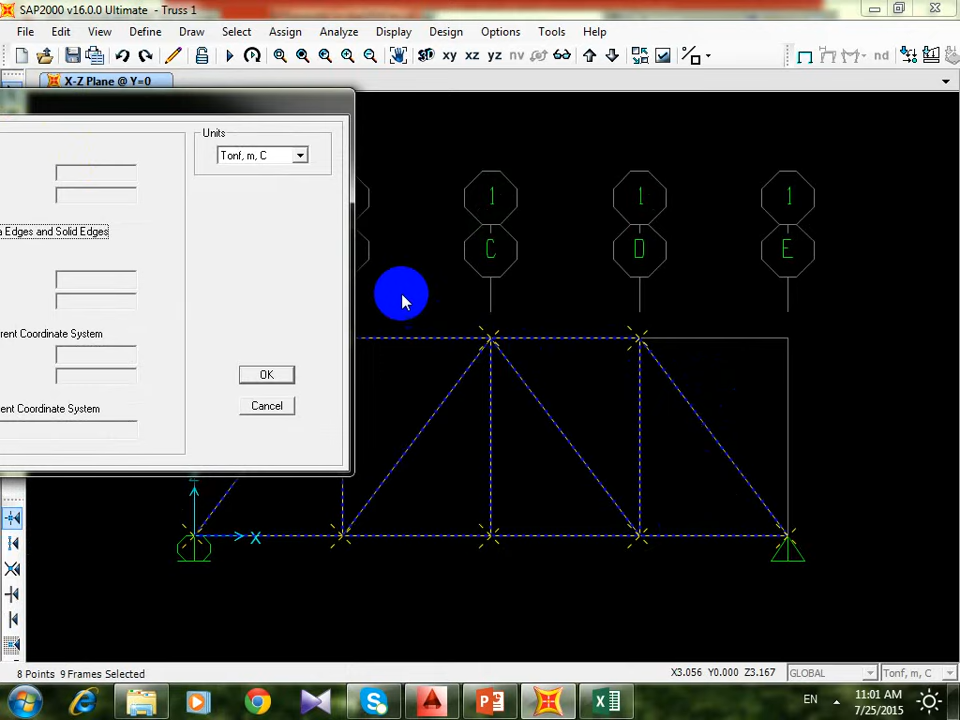 SAP2000 v16.0.0 Ultimate - Truss 1
File Edit View Define Draw Select Assign Analyze Display Design Options Tools Help
xy xz yz nv nd
X-Z Plane @ Y=0
Units
Tonf, m, C
1 1 1
a Edges and Solid Edges
C D E
rent Coordinate System
OK
ent Coordinate System
Cancel
X
8 Points 9 Frames Selected
X3.056 Y0.000 Z3.167
GLOBAL
Tonf, m, C
EN
11:01 AM
7/25/2015